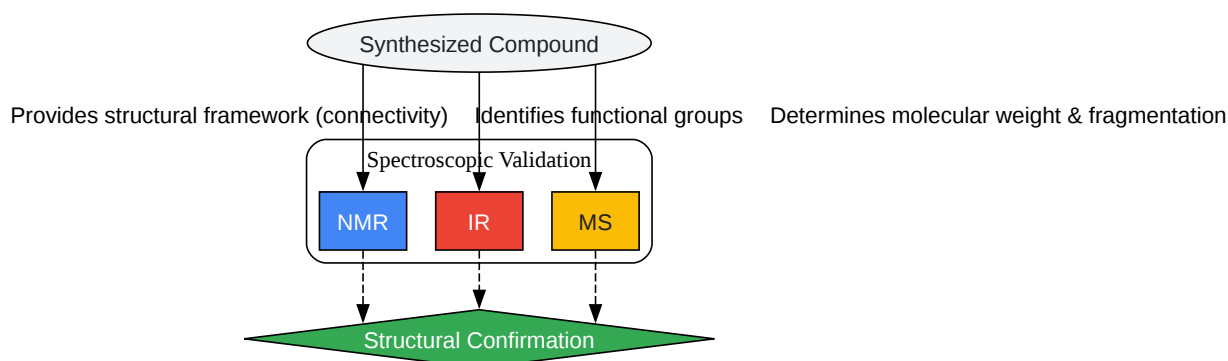 Synthesized Compound
Provides structural framework (connectivity)
Identifies functional groups
Determines molecular weight & fragmentation
Spectroscopic Validation
NMR
IR
MS
Structural Confirmation